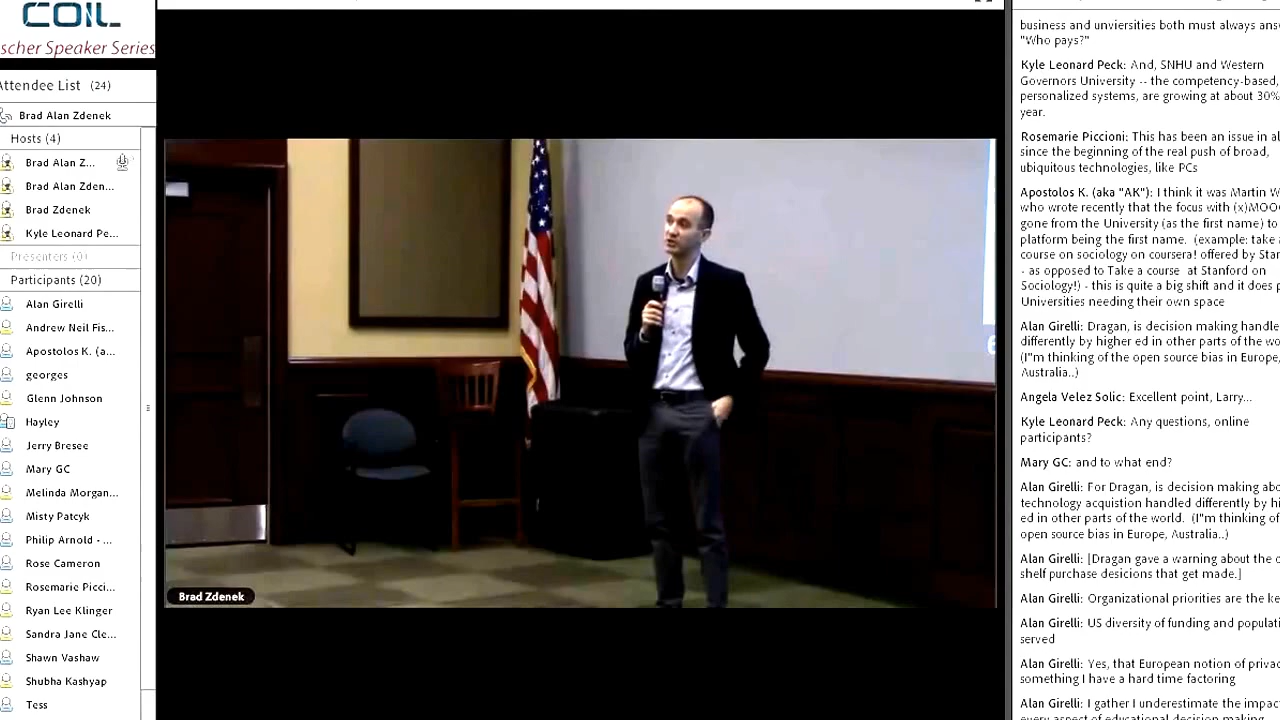 COIL
scher Speaker Series
Attendee List (24)
Brad Alan Zdenek
Hosts (4)
Brad Alan Z...
Brad Alan Zden...
Brad Zdenek
Kyle Leonard Pe...
Presenters (0)
Participants (20)
Alan Girelli
Andrew Neil Fis...
Apostolos K. (a...
georges
Glenn Johnson
Hayley
Jerry Bresee
Mary GC
Melinda Morgan...
Misty Patcyk
Philip Arnold - ...
Rose Cameron
Rosemarie Picci...
Ryan Lee Klinger
Sandra Jane Cle...
Shawn Vashaw
Shubha Kashyap
Tess
Brad Zdenek
business and unviersities both must always ans
"Who pays?"
Kyle Leonard Peck: And, SNHU and Western
Governors University -- the competency-based,
personalized systems, are growing at about 30%
year.
Rosemarie Piccioni: This has been an issue in al
since the beginning of the real push of broad,
ubiquitous technologies, like PCs
Apostolos K. (aka "AK"): I think it was Martin W
who wrote recently that the focus with (x)MOO
gone from the University (as the first name) to
platform being the first name. (example: take a
course on sociology on coursera! offered by Stan
- as opposed to Take a course at Stanford on
Sociology!) - this is quite a big shift and it does p
Universities needing their own space
Alan Girelli: Dragan, is decision making handle
differently by higher ed in other parts of the wo
(I"m thinking of the open source bias in Europe,
Australia..)
Angela Velez Solic: Excellent point, Larry...
Kyle Leonard Peck: Any questions, online
participants?
Mary GC: and to what end?
Alan Girelli: For Dragan, is decision making abo
technology acquistion handled differently by hi
ed in other parts of the world. (I"m thinking of
open source bias in Europe, Australia..)
Alan Girelli: [Dragan gave a warning about the o
shelf purchase desicions that get made.]
Alan Girelli: Organizational priorities are the ke
Alan Girelli: US diversity of funding and populati
served
Alan Girelli: Yes, that European notion of privac
something I have a hard time factoring
Alan Girelli: I gather I underestimate the impac
every aspect of educational decision making